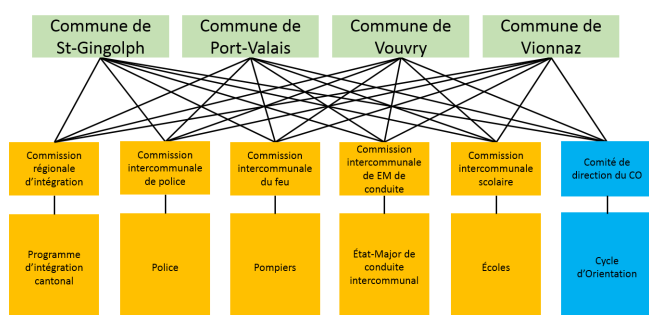 Commune de
St-Gingolph
Commune de
Port-Valais
Commune de
Vouvry
Commune de
Vionnaz
Commission
régionale
d'intégration
Commission
intercommunale
de police
Commission
intercommunale
du feu
Commission
intercommunale
de EM de
conduite
Commission
intercommunale
scolaire
Comité de
direction du CO
Programme
d'intégration
cantonal
Police
Pompiers
État-Major de
conduite
intercommunal
Écoles
Cycle
d'Orientation